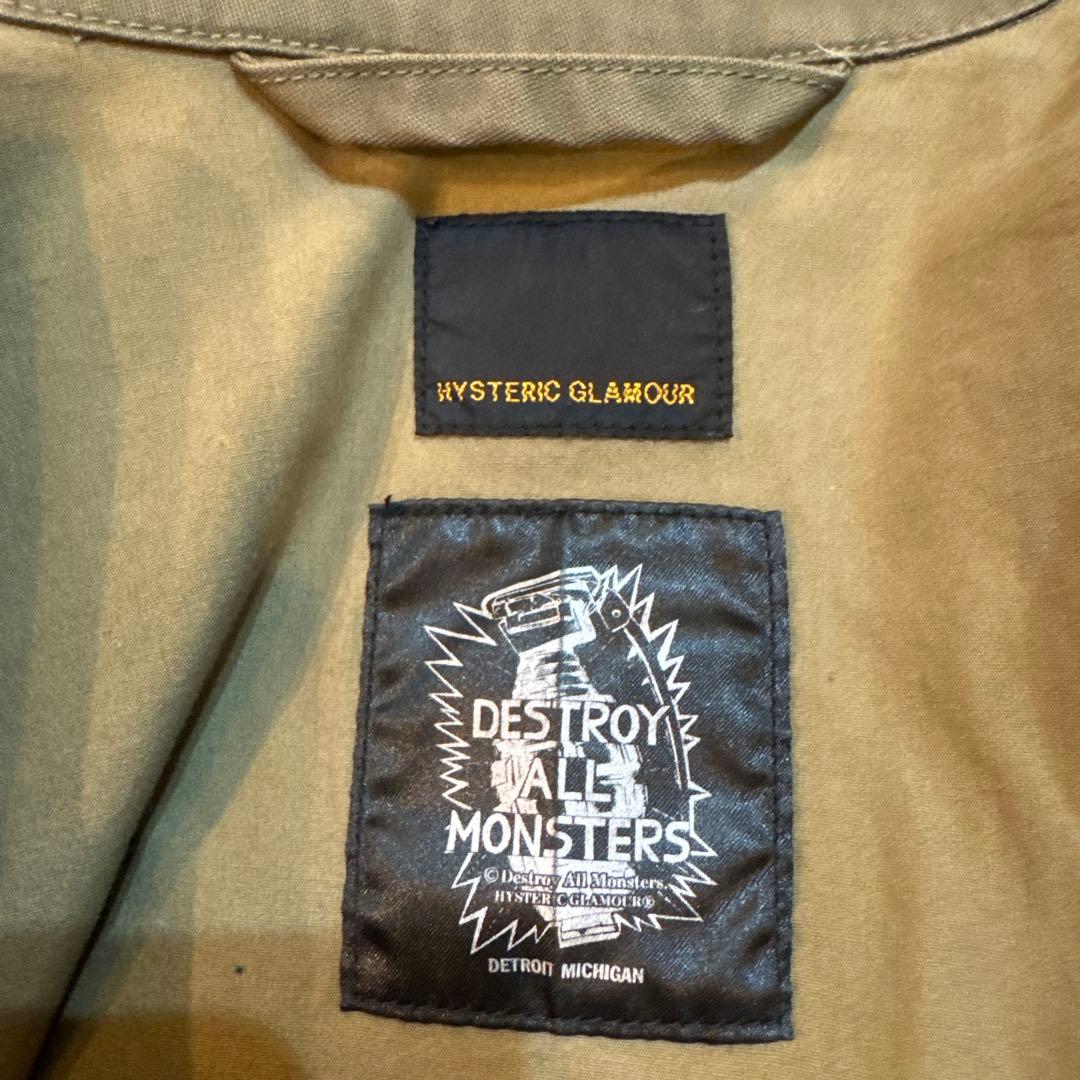 HYSTERIC GLAMOUR
DESTROY
ALL
MONSTERS
© Destroy All Monsters.
HYSTERIC GLAMOUR®
DETROIT MICHIGAN